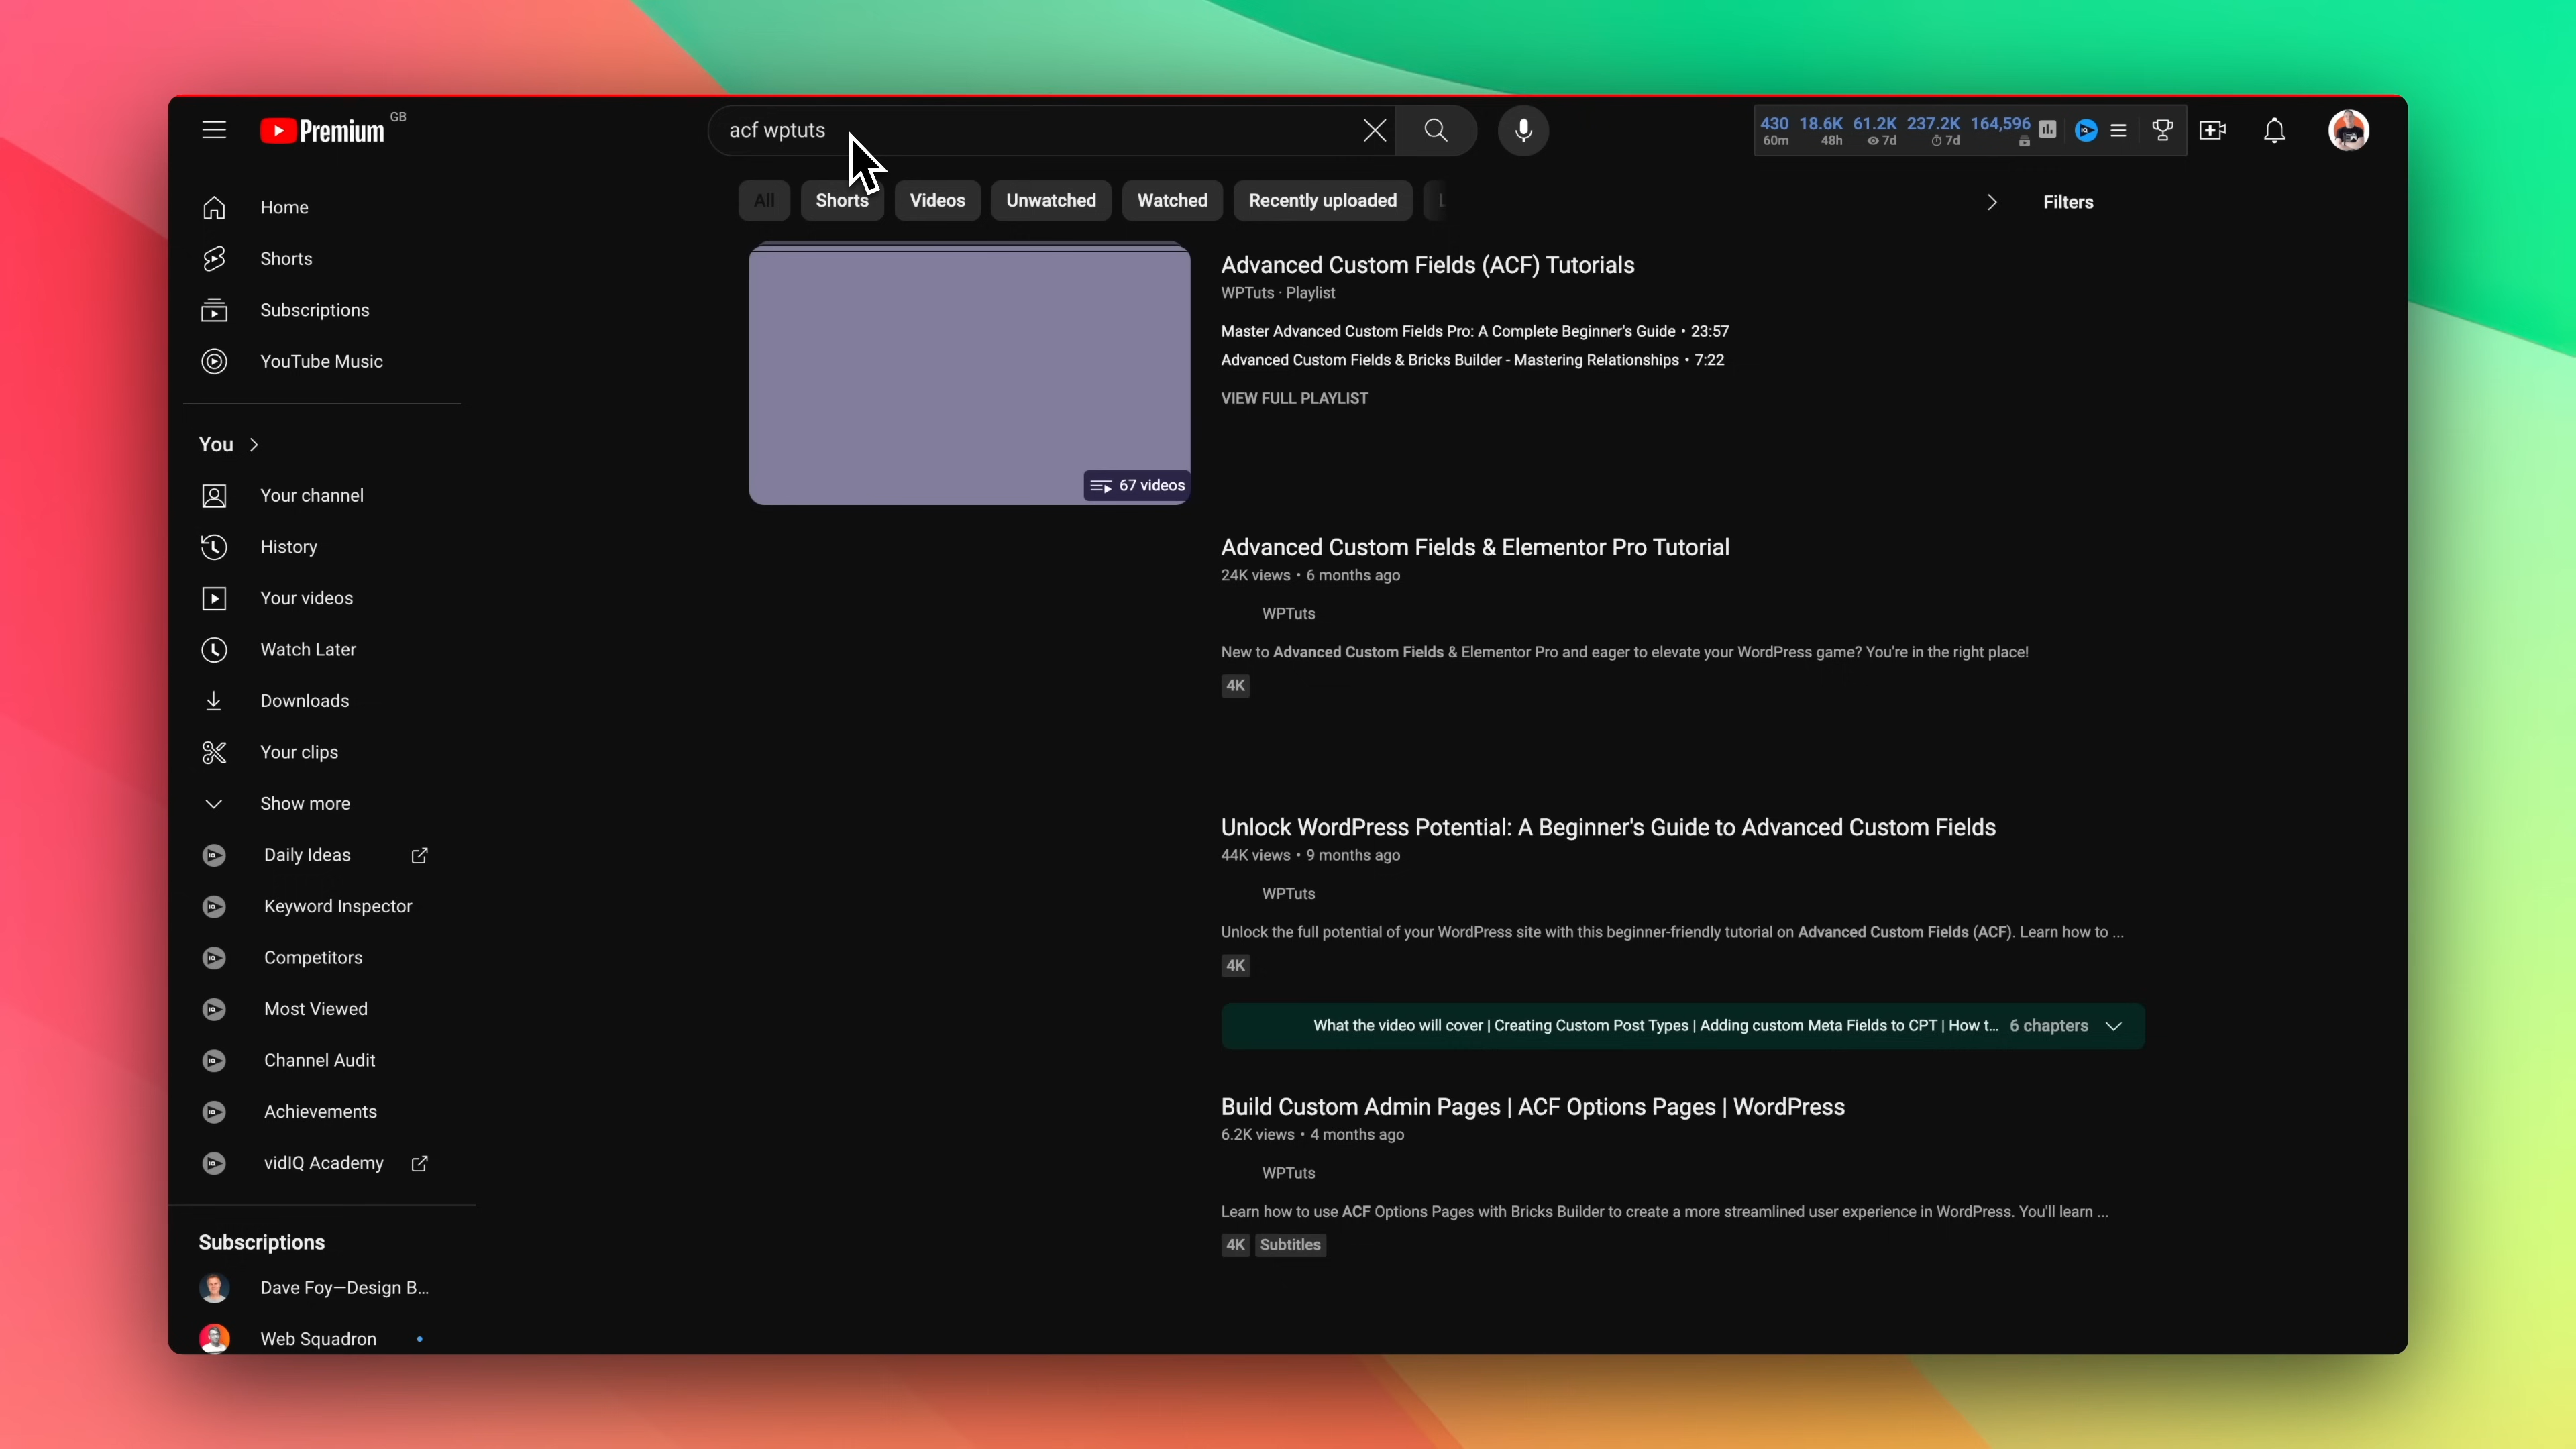 Premium GB
acf wptuts
430 18.6K 61.2K 237.2K 164,596
60m 48h 7d 7d
All Shorts Videos Unwatched Watched Recently uploaded L
Filters
Home
Shorts
Subscriptions
YouTube Music
You
Your channel
History
Your videos
Watch Later
Downloads
Your clips
Show more
Daily Ideas
Keyword Inspector
Competitors
Most Viewed
Channel Audit
Achievements
vidIQ Academy
Subscriptions
Dave Foy—Design B...
Web Squadron
67 videos
Advanced Custom Fields (ACF) Tutorials
WPTuts · Playlist
Master Advanced Custom Fields Pro: A Complete Beginner's Guide • 23:57
Advanced Custom Fields & Bricks Builder - Mastering Relationships • 7:22
VIEW FULL PLAYLIST
Advanced Custom Fields & Elementor Pro Tutorial
24K views • 6 months ago
WPTuts
New to Advanced Custom Fields & Elementor Pro and eager to elevate your WordPress game? You're in the right place!
4K
Unlock WordPress Potential: A Beginner's Guide to Advanced Custom Fields
44K views • 9 months ago
WPTuts
Unlock the full potential of your WordPress site with this beginner-friendly tutorial on Advanced Custom Fields (ACF). Learn how to ...
4K
What the video will cover | Creating Custom Post Types | Adding custom Meta Fields to CPT | How t... 6 chapters
Build Custom Admin Pages | ACF Options Pages | WordPress
6.2K views • 4 months ago
WPTuts
Learn how to use ACF Options Pages with Bricks Builder to create a more streamlined user experience in WordPress. You'll learn ...
4K Subtitles